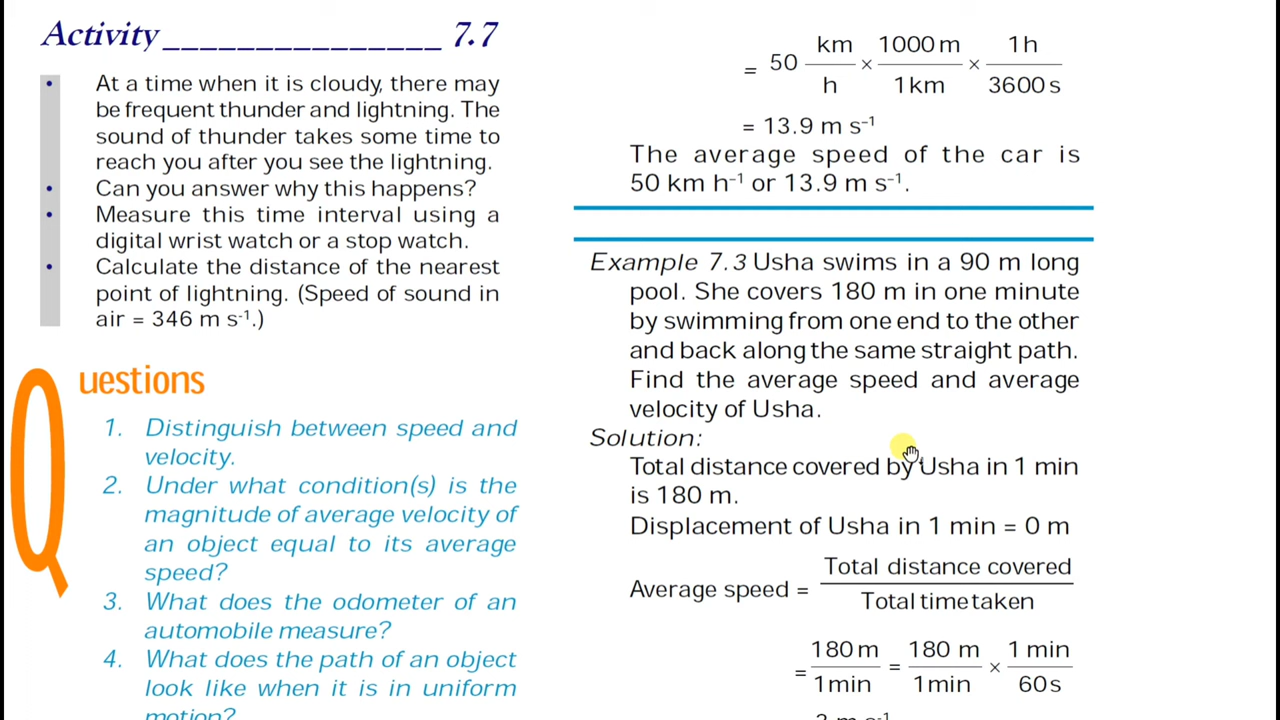 Activity _______________ 7.7
• At a time when it is cloudy, there may
be frequent thunder and lightning. The
sound of thunder takes some time to
reach you after you see the lightning.
• Can you answer why this happens?
• Measure this time interval using a
digital wrist watch or a stop watch.
• Calculate the distance of the nearest
point of lightning. (Speed of sound in
air = 346 m s⁻¹.)
Questions
1. Distinguish between speed and
velocity.
2. Under what condition(s) is the
magnitude of average velocity of
an object equal to its average
speed?
3. What does the odometer of an
automobile measure?
4. What does the path of an object
look like when it is in uniform
motion?
= 50 km/h × 1000 m/1 km × 1 h/3600 s
= 13.9 m s⁻¹
The average speed of the car is
50 km h⁻¹ or 13.9 m s⁻¹.
Example 7.3 Usha swims in a 90 m long
pool. She covers 180 m in one minute
by swimming from one end to the other
and back along the same straight path.
Find the average speed and average
velocity of Usha.
Solution:
Total distance covered by Usha in 1 min
is 180 m.
Displacement of Usha in 1 min = 0 m
Average speed = Total distance covered/Total time taken
= 180 m/1 min = 180 m/1 min × 1 min/60 s